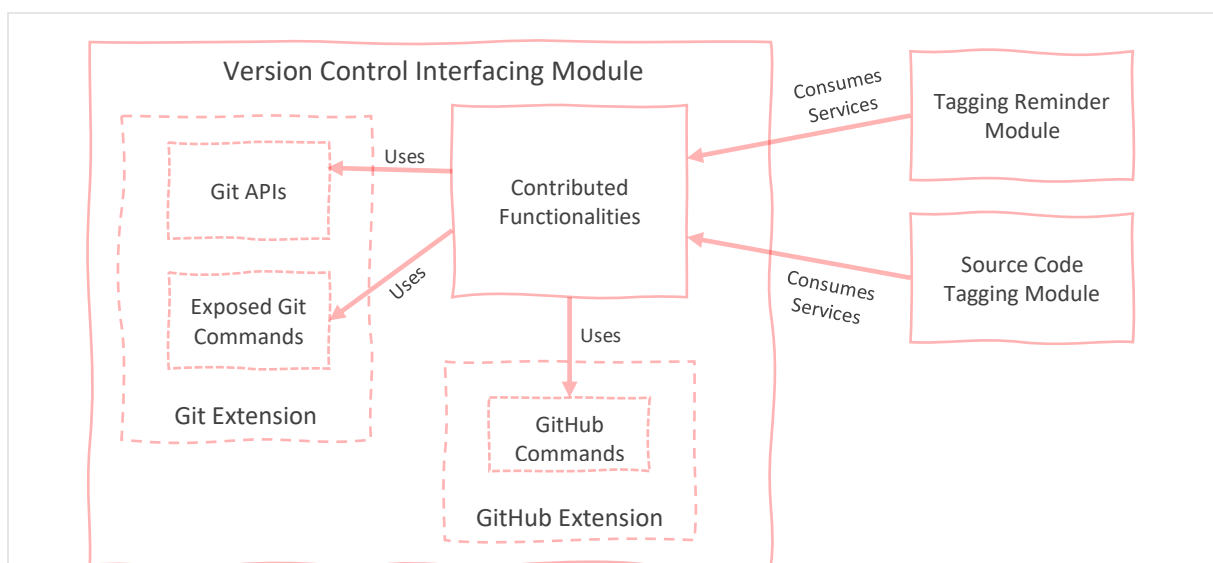 Version Control Interfacing Module
Consumes
Services
Tagging Reminder
Module
Uses
Git APIs
Contributed
Functionalities
Uses
Exposed Git
Commands
Consumes
Services
Source Code
Tagging Module
Uses
Git Extension
GitHub
Commands
GitHub Extension